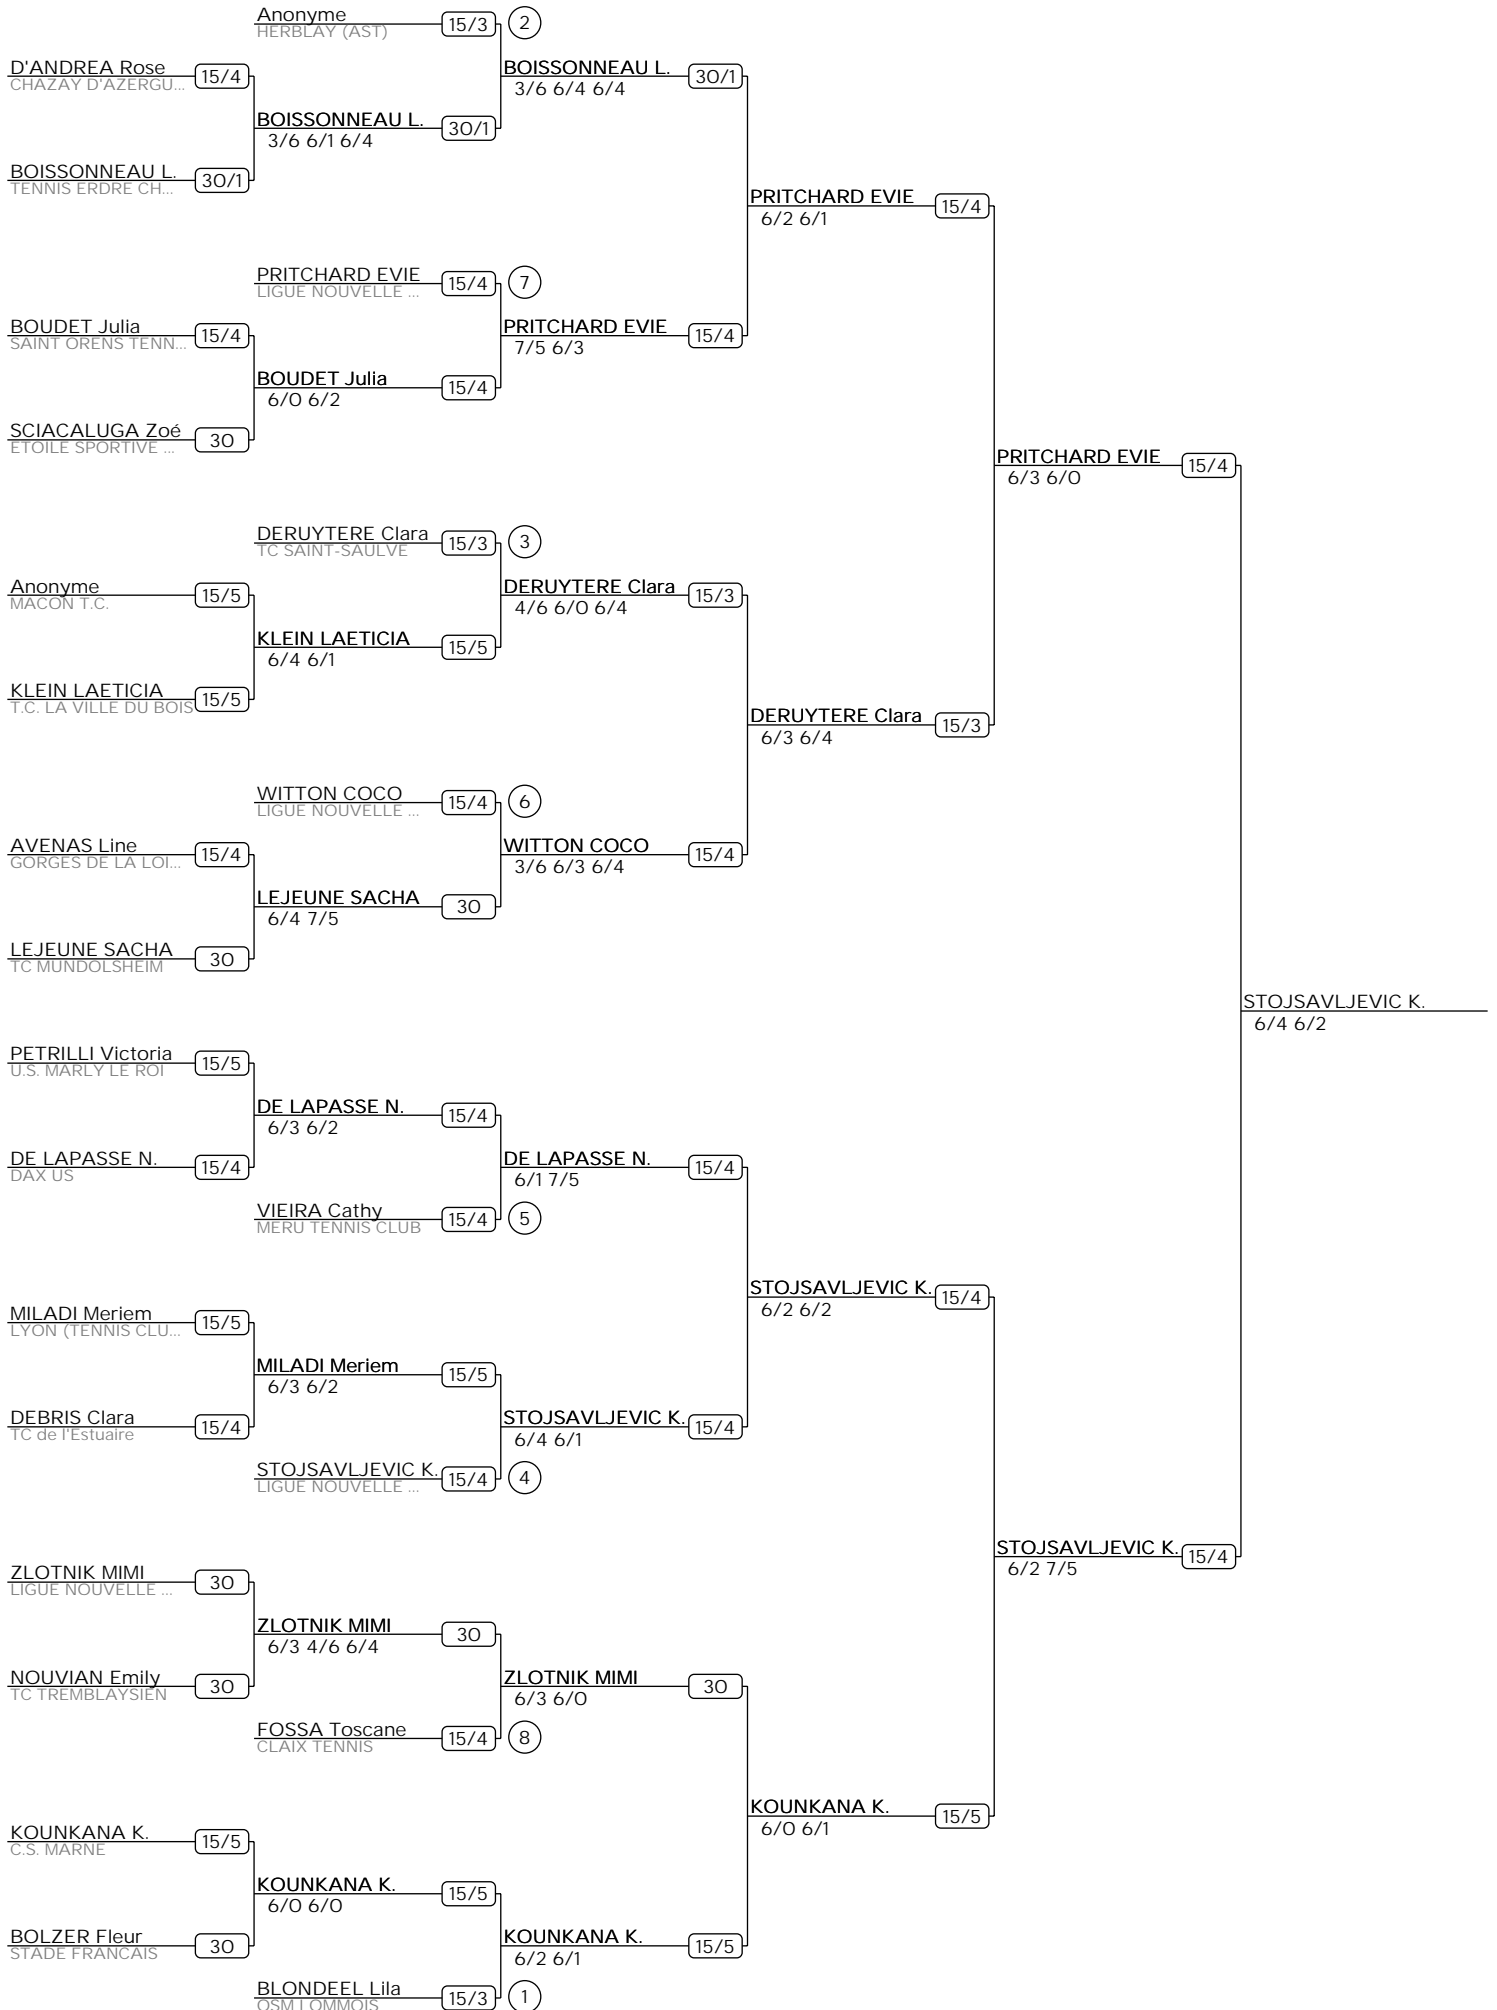 Anonyme
HERBLAY (AST)
15/3
2
D'ANDREA Rose
CHAZAY D'AZERGU...
15/4
BOISSONNEAU L.
3/6 6/4 6/4
30/1
BOISSONNEAU L.
3/6 6/1 6/4
30/1
BOISSONNEAU L.
TENNIS ERDRE CH...
30/1
PRITCHARD EVIE
6/2 6/1
15/4
PRITCHARD EVIE
LIGUE NOUVELLE ...
15/4
7
BOUDET Julia
SAINT ORENS TENN...
15/4
PRITCHARD EVIE
7/5 6/3
15/4
BOUDET Julia
6/0 6/2
15/4
SCIACALUGA Zoé
ETOILE SPORTIVE ...
30
PRITCHARD EVIE
6/3 6/0
15/4
DERUYTERE Clara
TC SAINT-SAULVE
15/3
3
Anonyme
MACON T.C.
15/5
DERUYTERE Clara
4/6 6/0 6/4
15/3
KLEIN LAETICIA
6/4 6/1
15/5
KLEIN LAETICIA
T.C. LA VILLE DU BOIS
15/5
DERUYTERE Clara
6/3 6/4
15/3
WITTON COCO
LIGUE NOUVELLE ...
15/4
6
AVENAS Line
GORGES DE LA LOI...
15/4
WITTON COCO
3/6 6/3 6/4
15/4
LEJEUNE SACHA
6/4 7/5
30
LEJEUNE SACHA
TC MUNDOLSHEIM
30
STOJSAVLJEVIC K.
6/4 6/2
PETRILLI Victoria
U.S. MARLY LE ROI
15/5
DE LAPASSE N.
6/3 6/2
15/4
DE LAPASSE N.
DAX US
15/4
DE LAPASSE N.
6/1 7/5
15/4
VIEIRA Cathy
MERU TENNIS CLUB
15/4
5
STOJSAVLJEVIC K.
6/2 6/2
15/4
MILADI Meriem
LYON (TENNIS CLU...
15/5
MILADI Meriem
6/3 6/2
15/5
DEBRIS Clara
TC de l'Estuaire
15/4
STOJSAVLJEVIC K.
6/4 6/1
15/4
STOJSAVLJEVIC K.
LIGUE NOUVELLE ...
15/4
4
STOJSAVLJEVIC K.
6/2 7/5
15/4
ZLOTNIK MIMI
LIGUE NOUVELLE ...
30
ZLOTNIK MIMI
6/3 4/6 6/4
30
NOUVIAN Emily
TC TREMBLAYSIEN
30
ZLOTNIK MIMI
6/3 6/0
30
FOSSA Toscane
CLAIX TENNIS
15/4
8
KOUNKANA K.
6/0 6/1
15/5
KOUNKANA K.
C.S. MARNE
15/5
KOUNKANA K.
6/0 6/0
15/5
BOLZER Fleur
STADE FRANCAIS
30
KOUNKANA K.
6/2 6/1
15/5
BLONDEEL Lila
OSM LOMMOIS
15/3
1